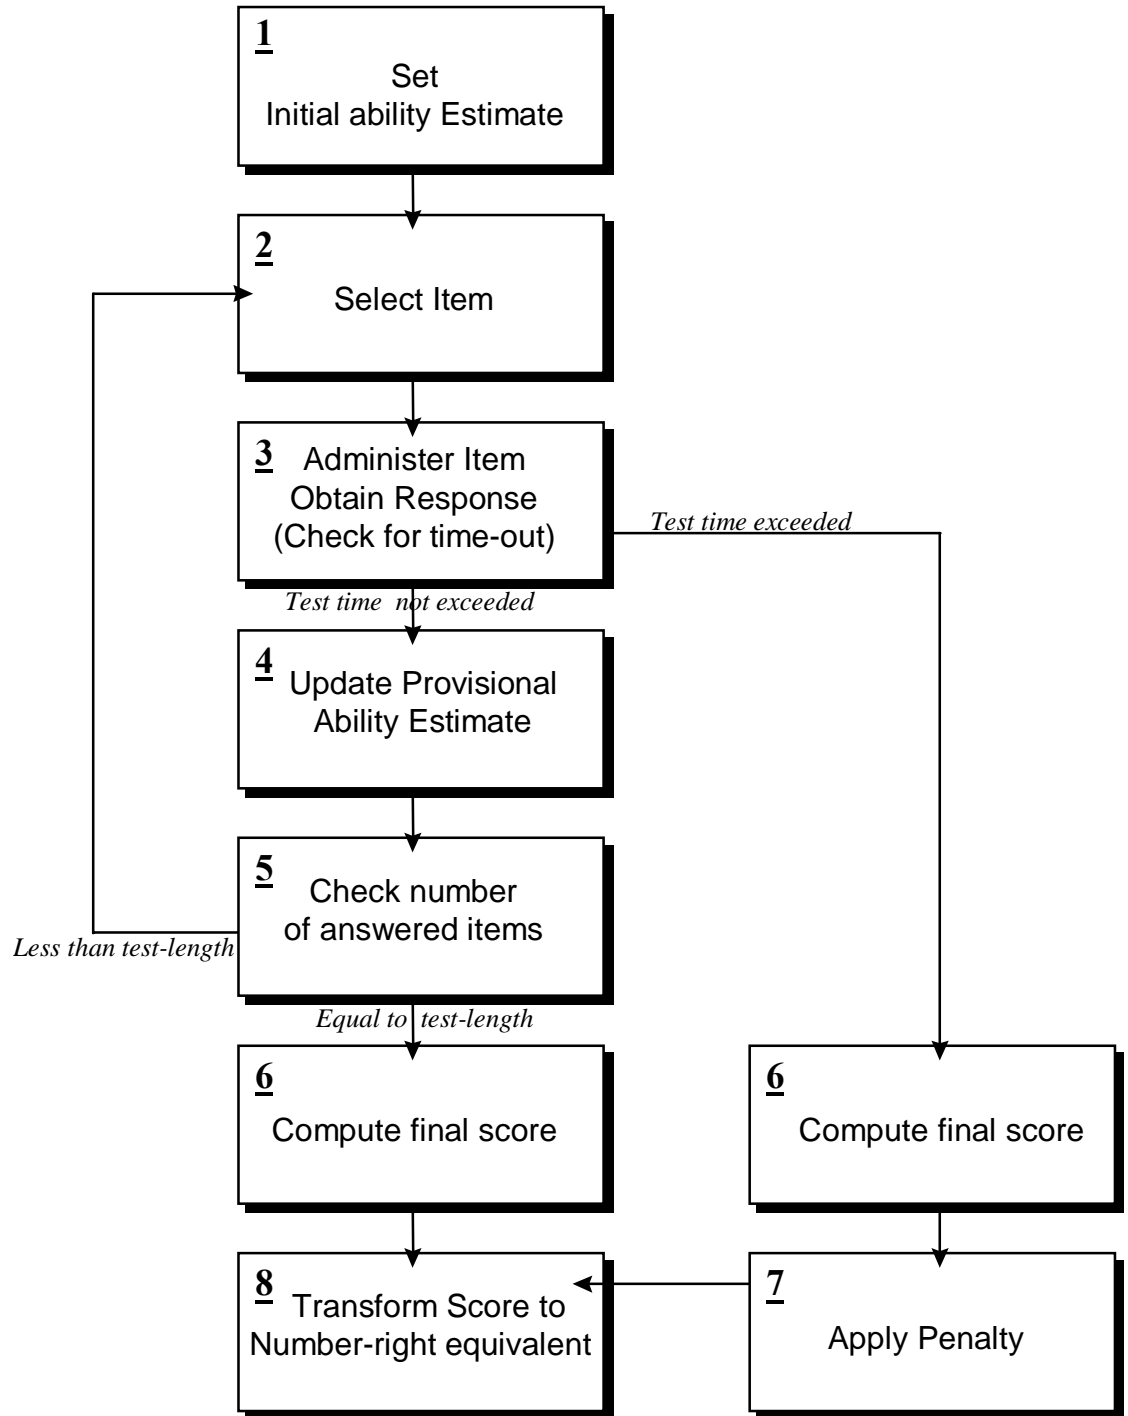 1
Set
Initial ability Estimate
2
Select Item
3
Administer Item
Obtain Response
(Check for time-out)
Test time exceeded
Test time not exceeded
4
Update Provisional
Ability Estimate
5
Check number
of answered items
Less than test-length
Equal to test-length
6
Compute final score
6
Compute final score
8
Transform Score to
Number-right equivalent
7
Apply Penalty